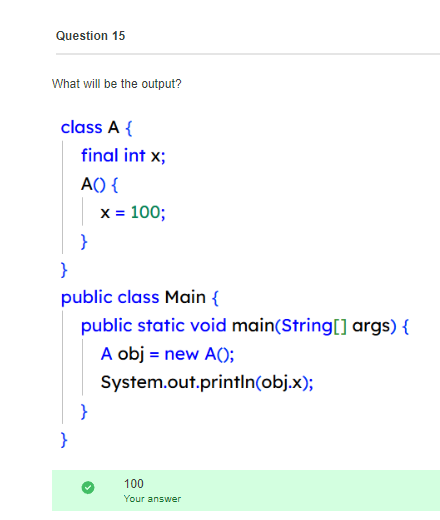 Question 15
What will be the output?
class A {
final int x;
A() {
x = 100;
}
}
public class Main {
public static void main(String[] args) {
A obj = new A();
System.out.println(obj.x);
}
}
100
Your answer